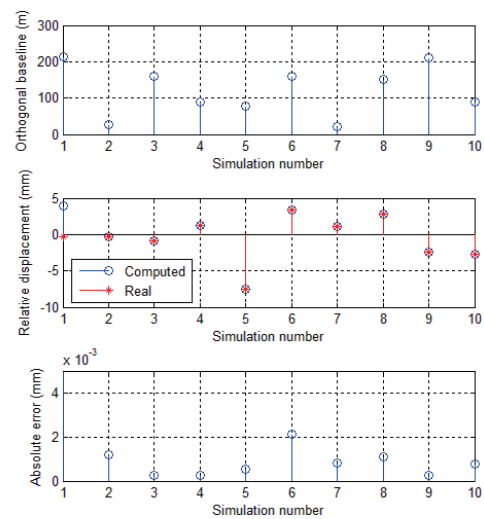 300
200
100
0
Orthogonal baseline (m)
1 2 3 4 5 6 7 8 9 10
Simulation number
5
0
-5
-10
Relative displacement (mm)
Computed
Real
1 2 3 4 5 6 7 8 9 10
Simulation number
x 10-3
4
2
0
Absolute error (mm)
1 2 3 4 5 6 7 8 9 10
Simulation number